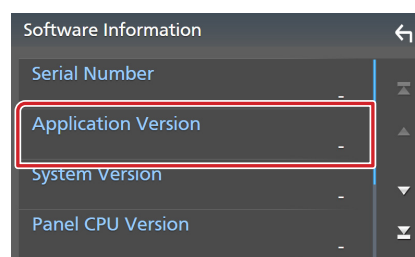 Software Information
Serial Number
-
Application Version
-
System Version
-
Panel CPU Version
-